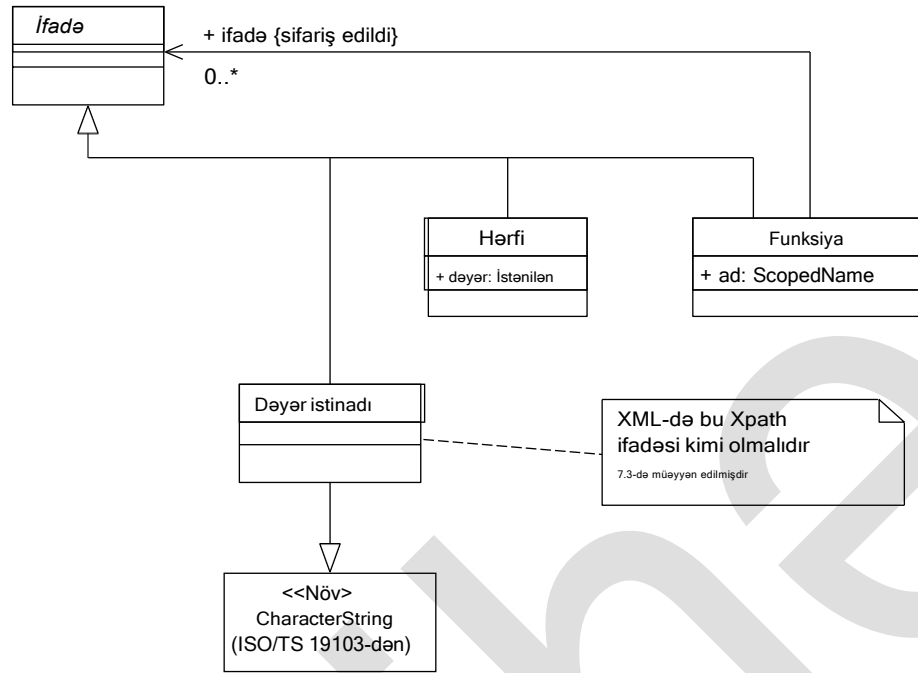 İfadə
+ ifadə {sifariş edildi}
0..*
Hərfi
+ dəyər: İstənilən
Funksiya
+ ad: ScopedName
Dəyər istinadı
XML-də bu Xpath
ifadəsi kimi olmalıdır
7.3-də müəyyən edilmişdir
<<Növ>
CharacterString
(ISO/TS 19103-dən)